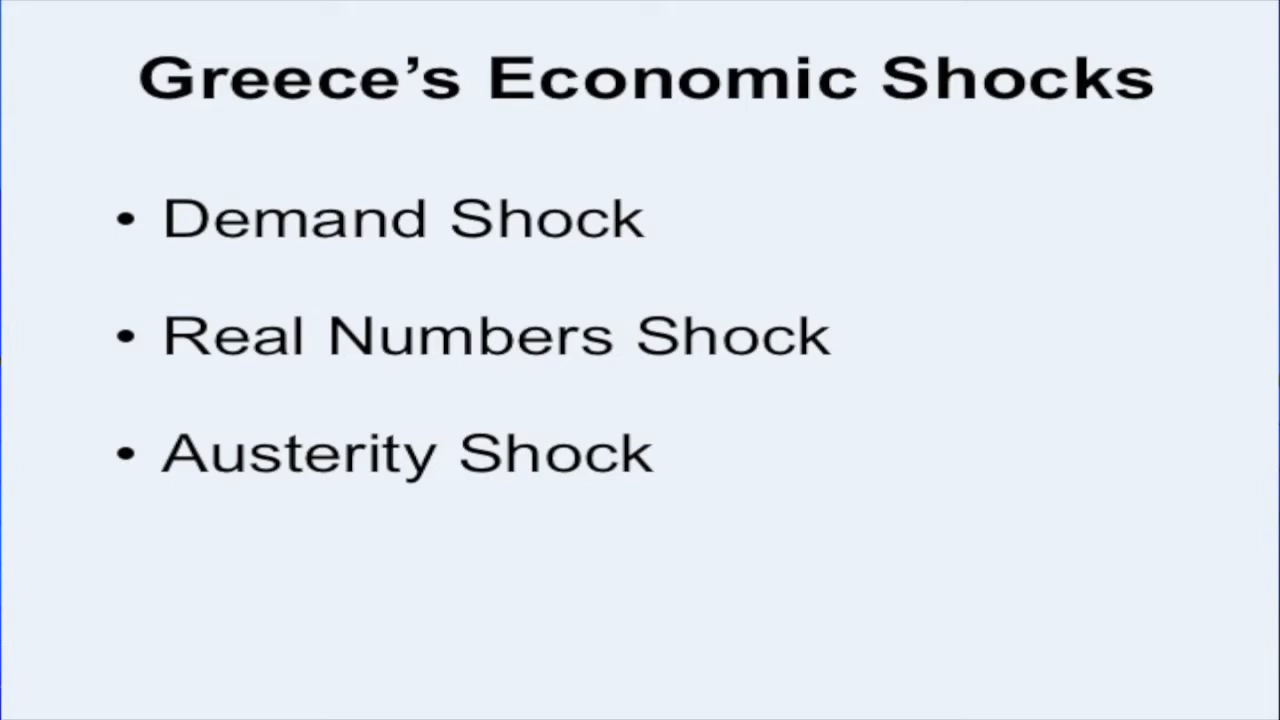 Greece’s Economic Shocks
• Demand Shock
• Real Numbers Shock
• Austerity Shock